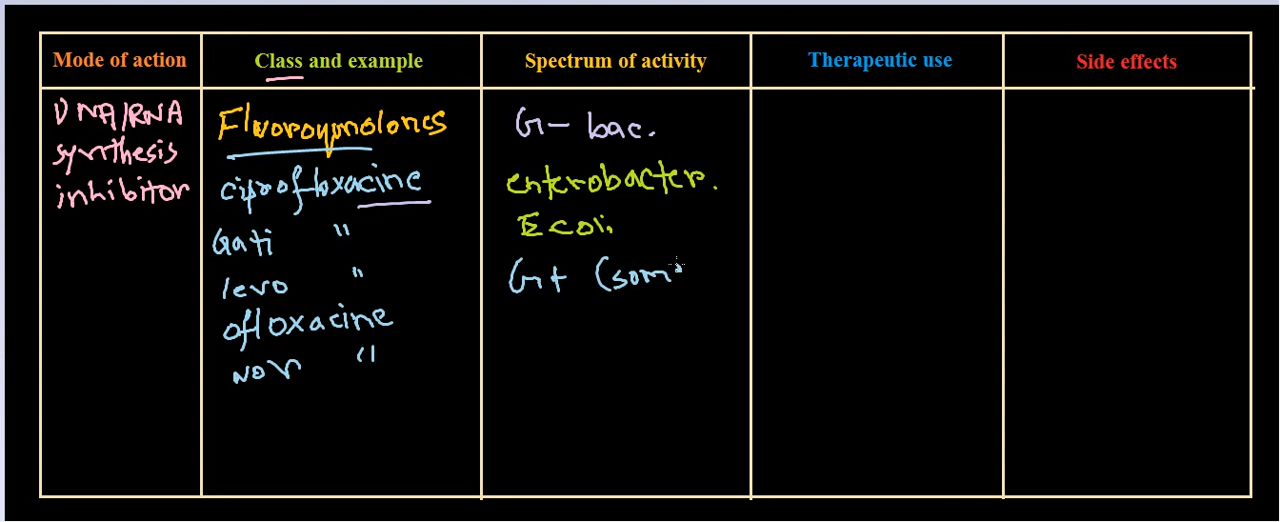 Mode of action
Class and example
Spectrum of activity
Therapeutic use
Side effects
DNA/RNA
synthesis
inhibitor
Fluoroqunolones
ciprofloxacine
Gati "
levo "
ofloxacine
Nor "
G- bac.
enterobacter.
E coli.
G+ (som